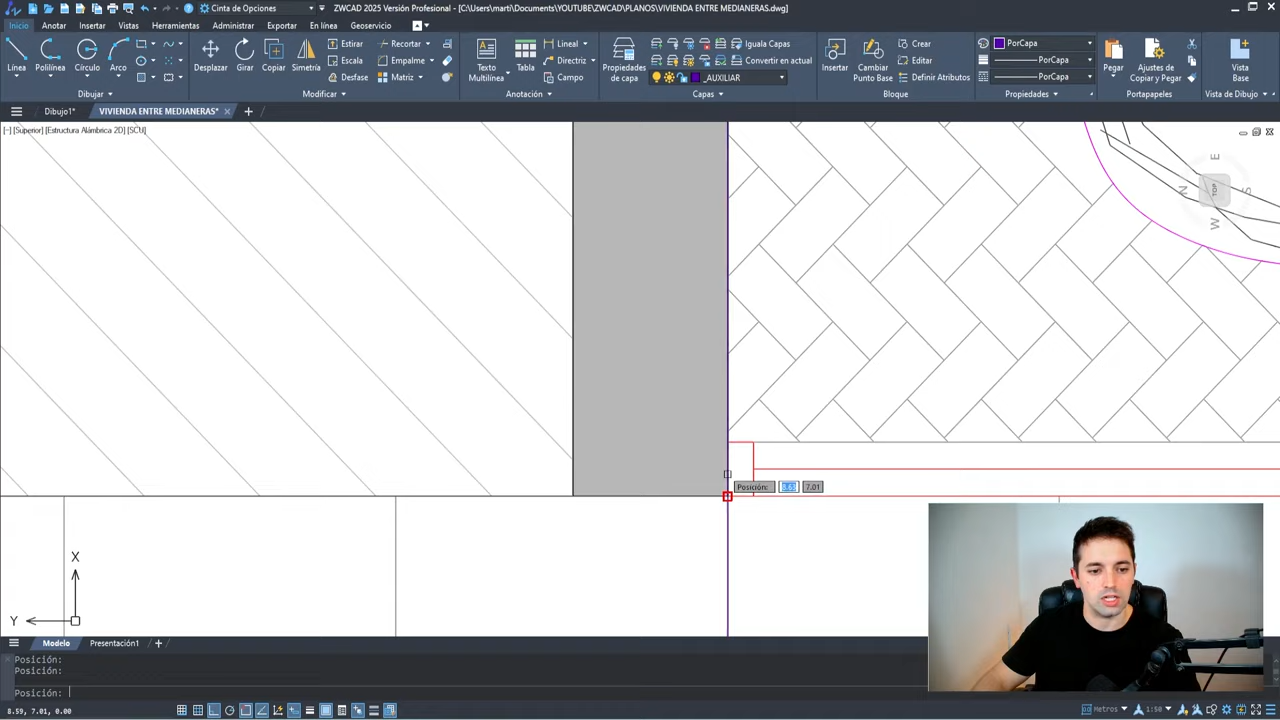 Cinta de Opciones
ZWCAD 2025 Versión Profesional - [C:\Users\marti\Documents\YOUTUBE\ZWCAD\PLANOS\VIVIENDA ENTRE MEDIANERAS.dwg]
Inicio Anotar Insertar Vistas Herramientas Administrar Exportar En línea Geoservicio
Línea Polilínea Círculo Arco
Dibujar
Desplazar Girar Copiar Simetría
Estirar Recortar
Escala Empalme
Desfase Matriz
Modificar
Texto Multilínea Tabla
Lineal
Directriz
Campo
Anotación
Propiedades de capa
Iguala Capas
Convertir en actual
_AUXILIAR
Capas
Insertar Cambiar Punto Base
Crear
Editar
Definir Atributos
Bloque
PorCapa
PorCapa
PorCapa
Propiedades
Pegar Ajustes de Copiar y Pegar
Portapapeles
Vista Base
Vista de Dibujo
Dibujo1* VIVIENDA ENTRE MEDIANERAS*
[-] [Superior] [Estructura Alámbrica 2D] [SCU]
E
N TOP S
W
Posición: 7.01
X
Y
Modelo Presentación1
Posición:
Posición:
Posición:
8.59, 7.01, 0.00
Metros 1:50